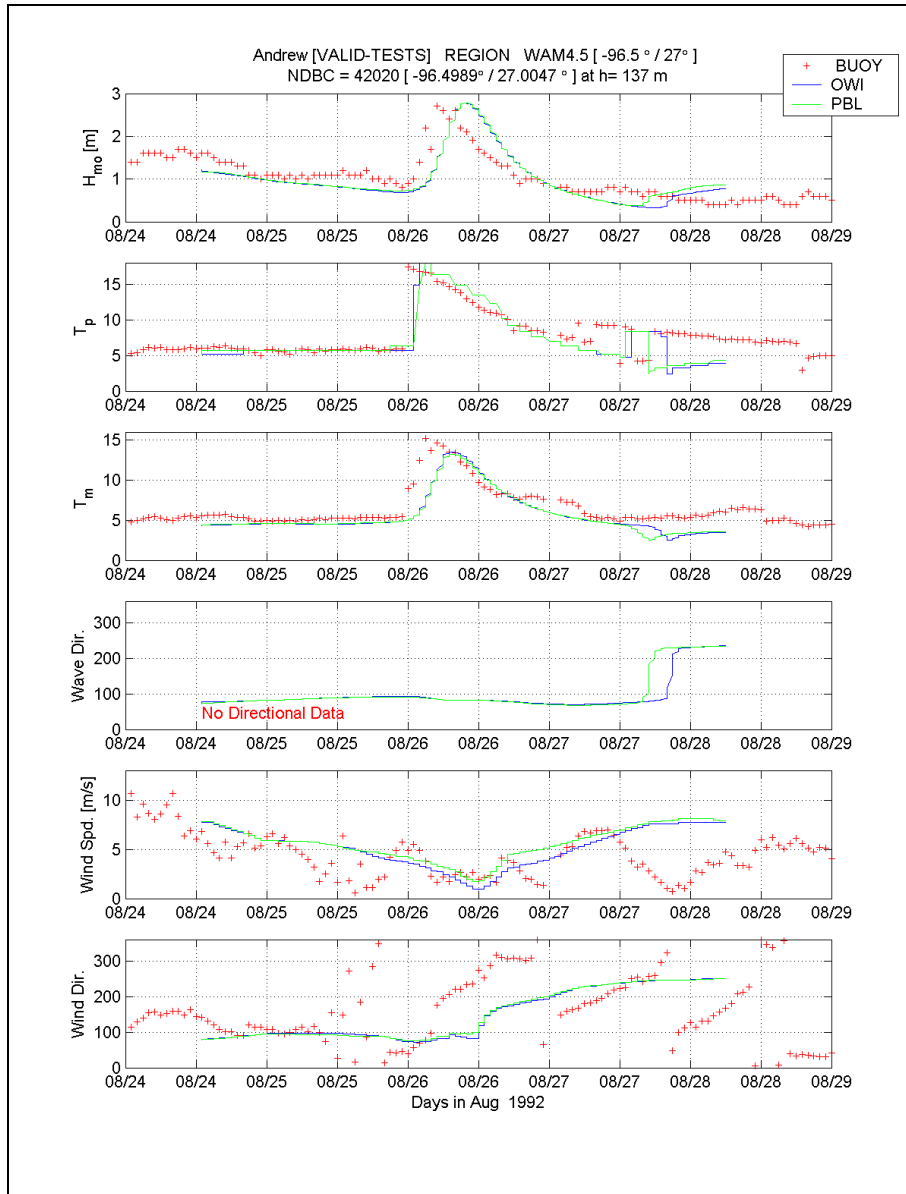 Andrew [VALID-TESTS] REGION WAM4.5 [ -96.5 ° / 27° ]
NDBC = 42020 [ -96.4989° / 27.0047 ° ] at h= 137 m
BUOY
OWI
PBL
H_mo [m]
3
2
1
0
08/24 08/24 08/25 08/25 08/26 08/26 08/27 08/27 08/28 08/28 08/29
T_p
15
10
5
0
08/24 08/24 08/25 08/25 08/26 08/26 08/27 08/27 08/28 08/28 08/29
T_m
15
10
5
0
08/24 08/24 08/25 08/25 08/26 08/26 08/27 08/27 08/28 08/28 08/29
Wave Dir.
300
200
100
0
No Directional Data
08/24 08/24 08/25 08/25 08/26 08/26 08/27 08/27 08/28 08/28 08/29
Wind Spd. [m/s]
10
5
0
08/24 08/24 08/25 08/25 08/26 08/26 08/27 08/27 08/28 08/28 08/29
Wind Dir.
300
200
100
0
08/24 08/24 08/25 08/25 08/26 08/26 08/27 08/27 08/28 08/28 08/29
Days in Aug 1992